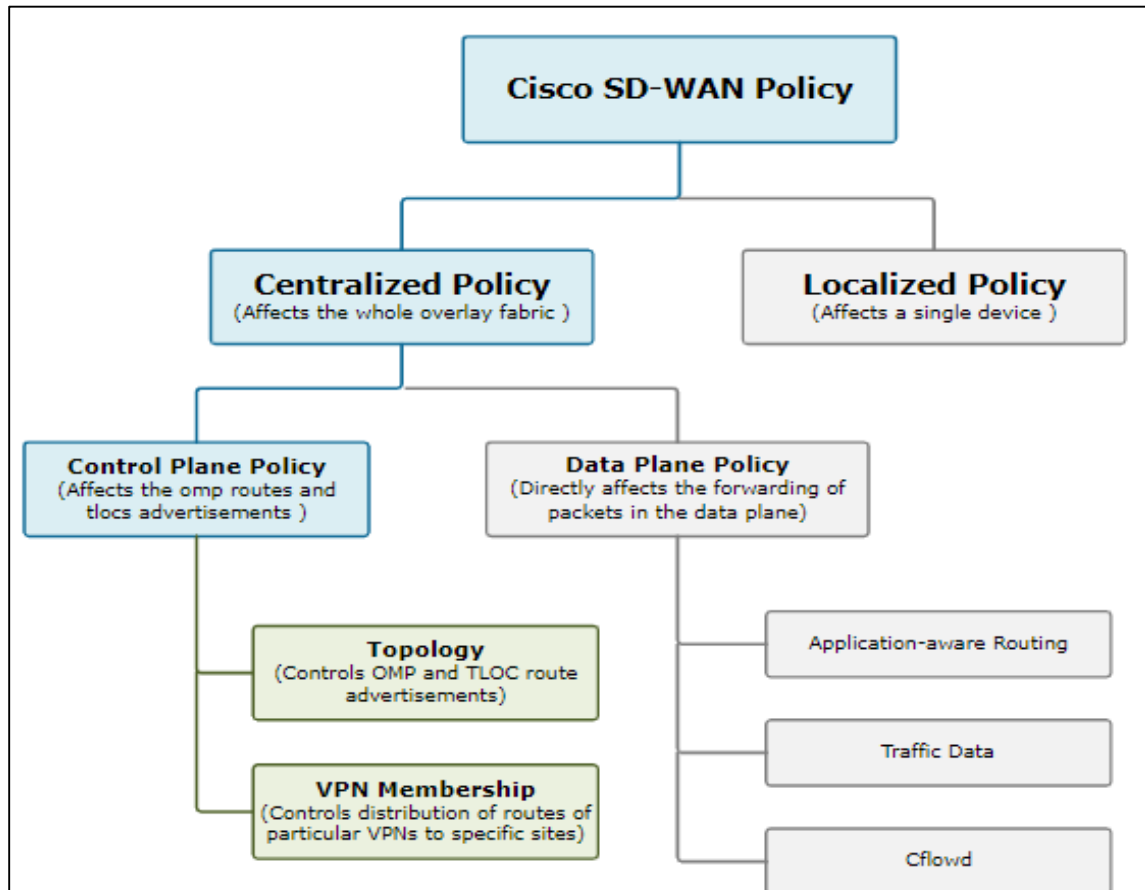 Cisco SD-WAN Policy
Centralized Policy
(Affects the whole overlay fabric )
Localized Policy
(Affects a single device )
Control Plane Policy
(Affects the omp routes and
tlocs advertisements )
Data Plane Policy
(Directly affects the forwarding of
packets in the data plane)
Topology
(Controls OMP and TLOC route
advertisements)
VPN Membership
(Controls distribution of routes of
particular VPNs to specific sites)
Application-aware Routing
Traffic Data
Cflowd